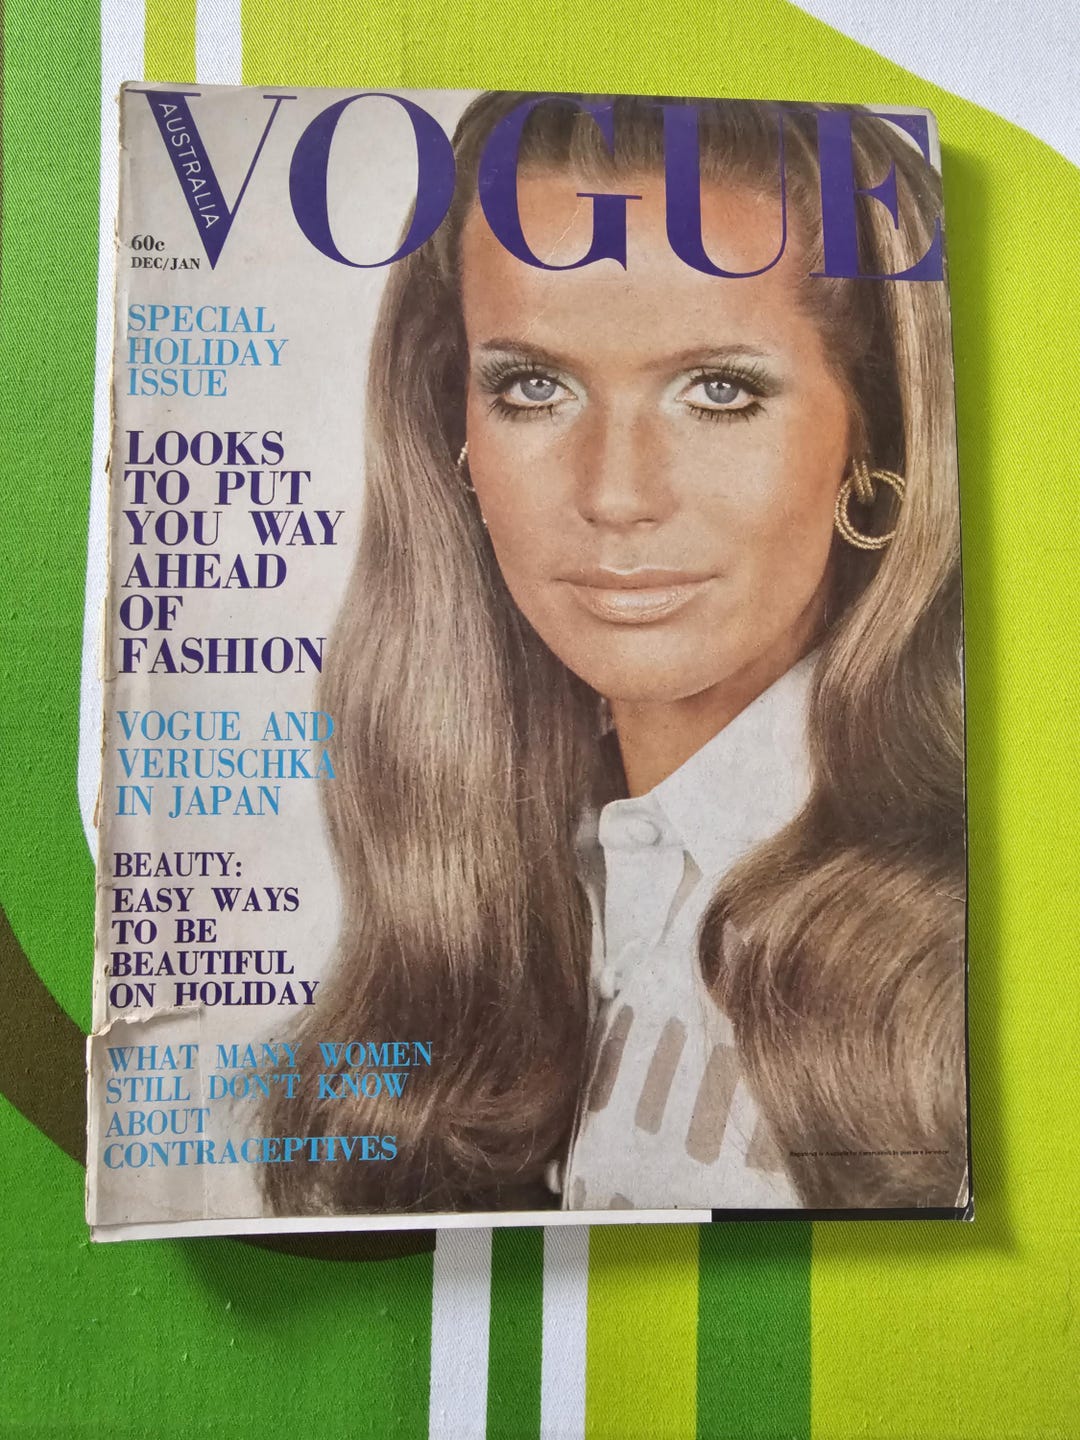 VOGUE
AUSTRALIA
60c
DEC/JAN
SPECIAL
HOLIDAY
ISSUE
LOOKS
TO PUT
YOU WAY
AHEAD
OF
FASHION
VOGUE AND
VERUSCHKA
IN JAPAN
BEAUTY:
EASY WAYS
TO BE
BEAUTIFUL
ON HOLIDAY
WHAT MANY WOMEN
STILL DON'T KNOW
ABOUT
CONTRACEPTIVES